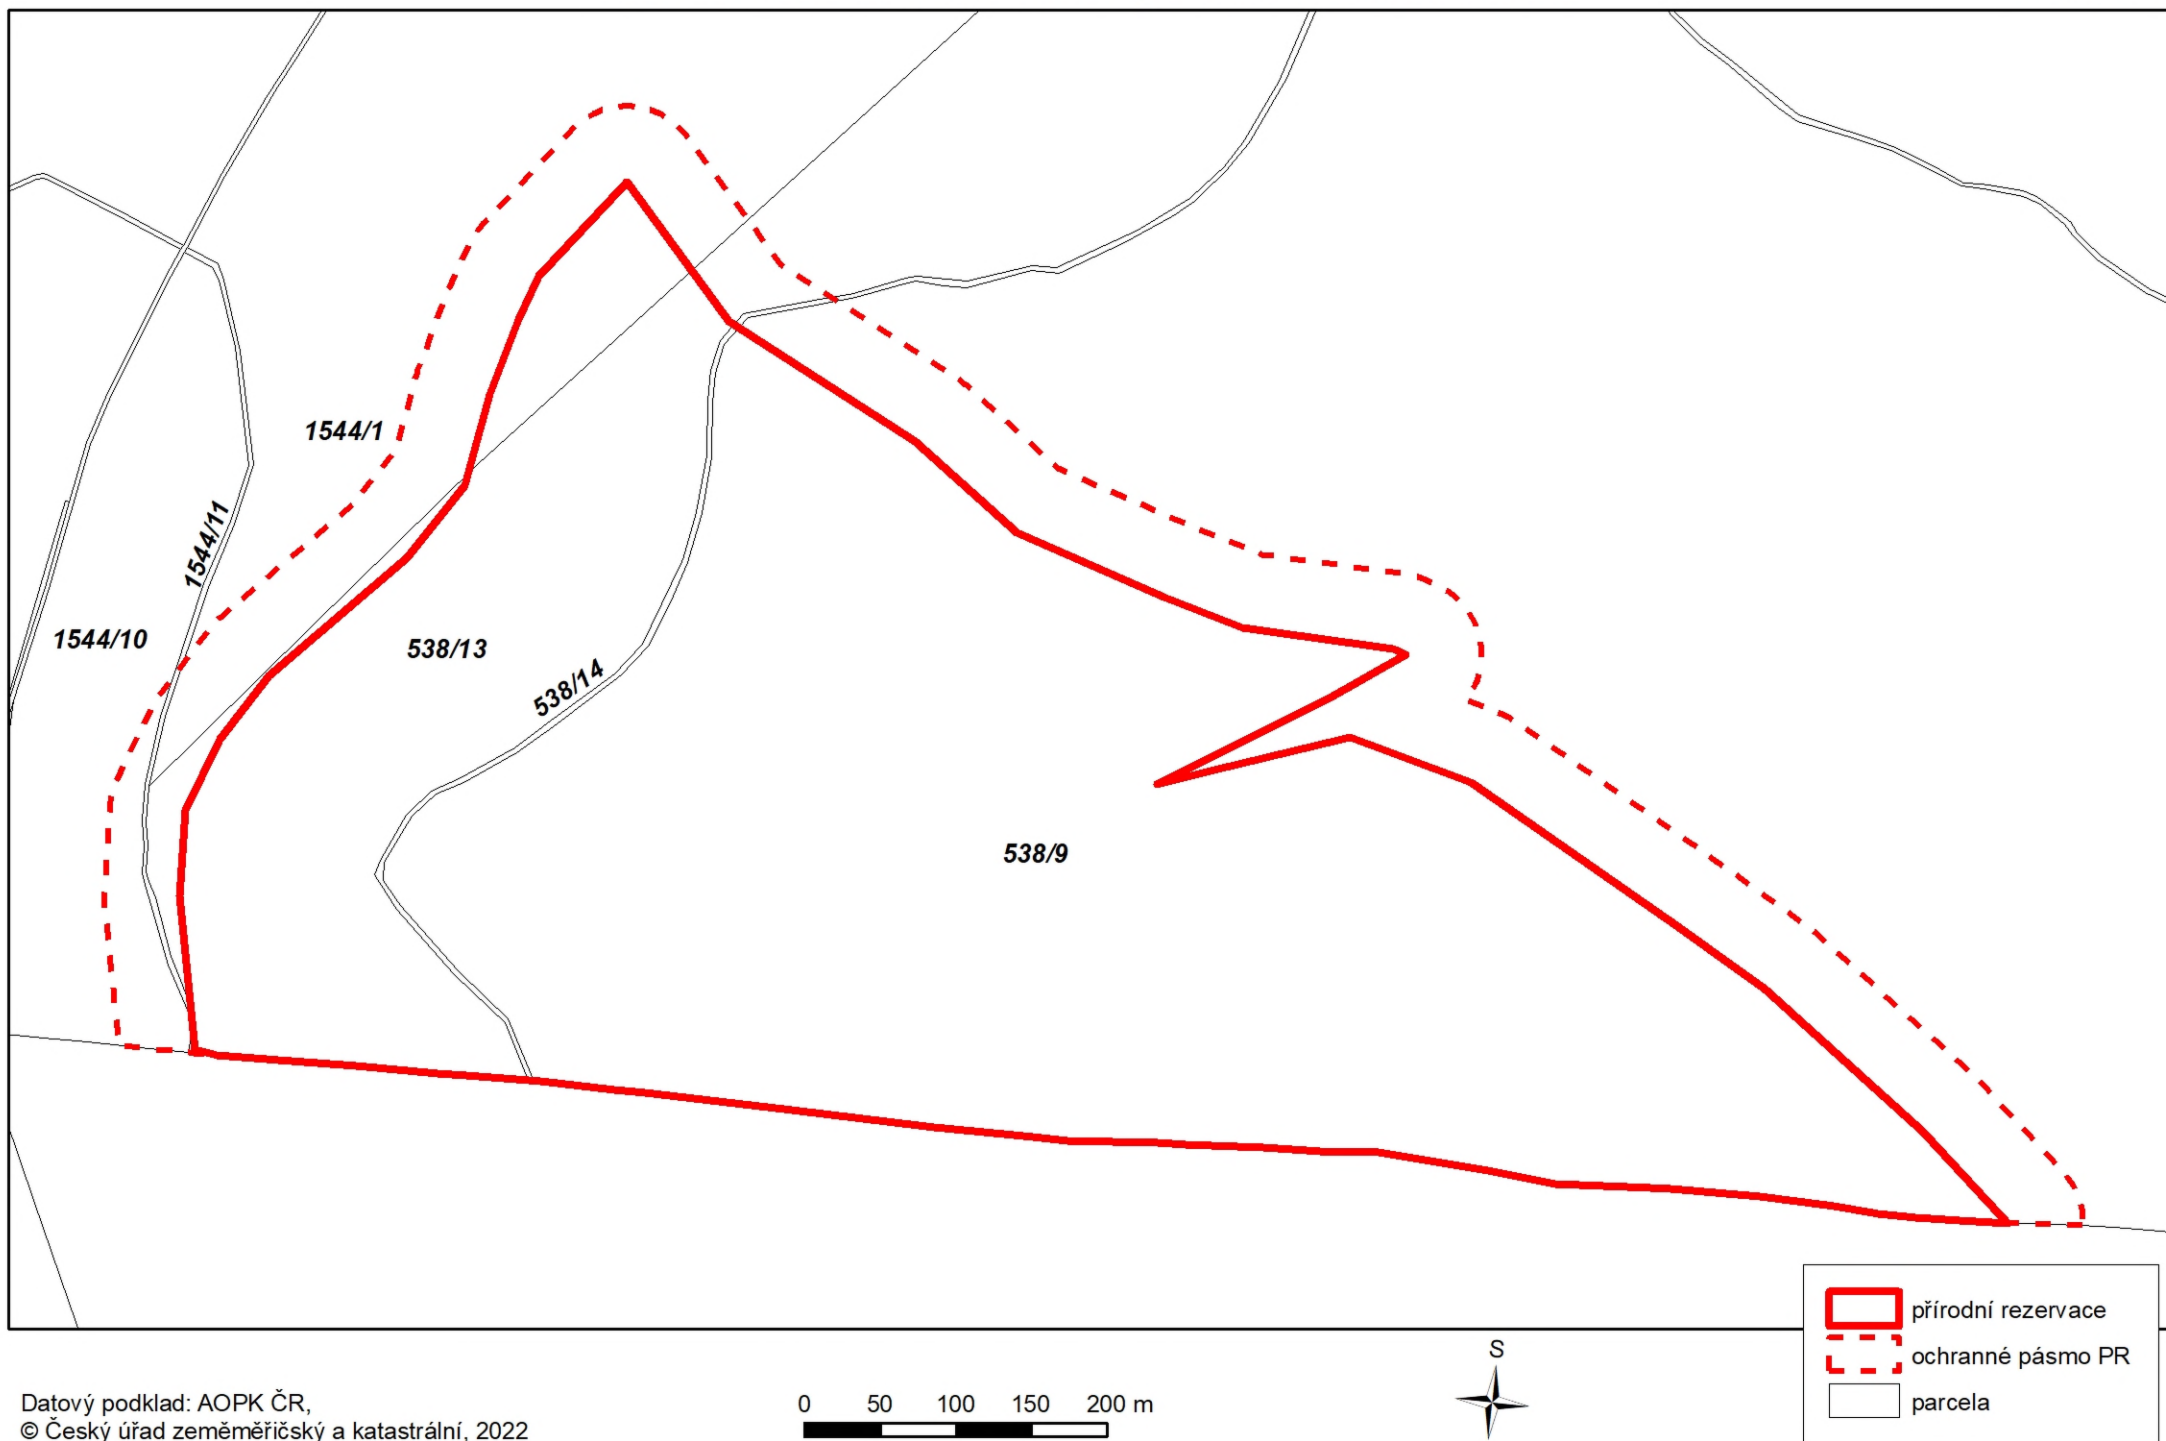 1544/1
1544/11
1544/10
538/13
538/14
538/9
přírodní rezervace
ochranné pásmo PR
parcela
S
0 50 100 150 200 m
Datový podklad: AOPK ČR,
© Český úřad zeměměřičský a katastrální, 2022